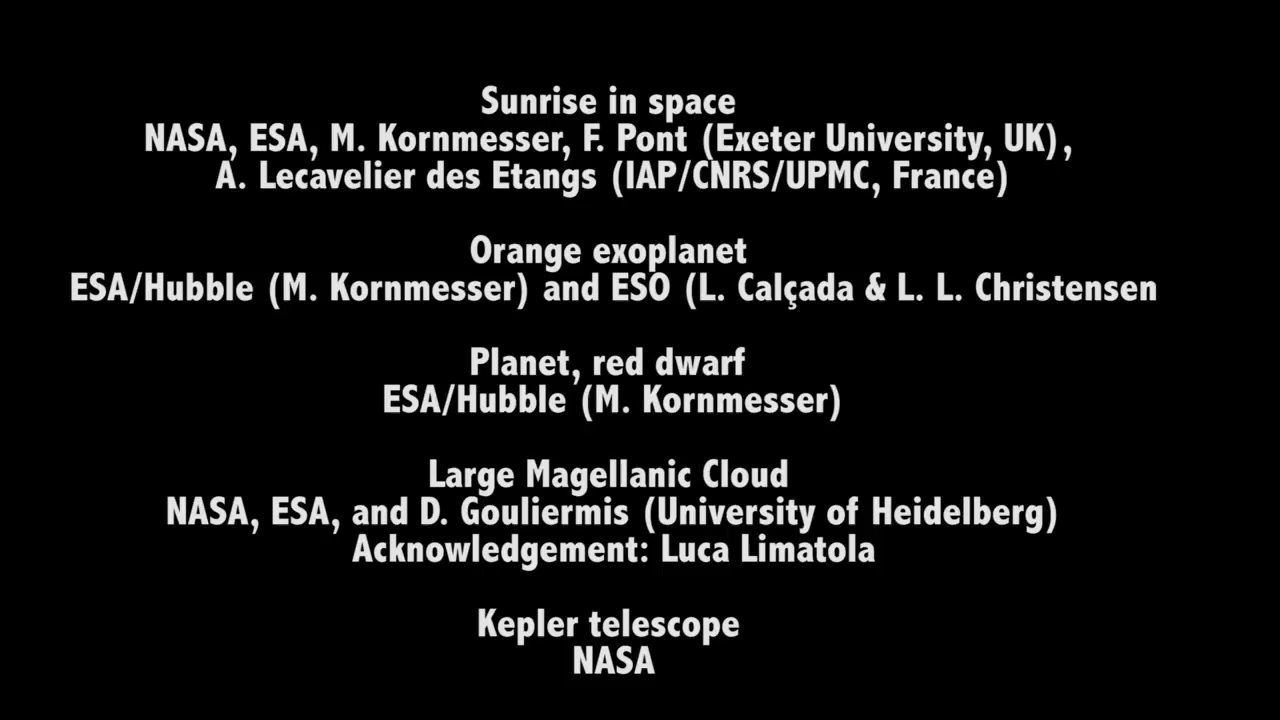 Sunrise in space
NASA, ESA, M. Kornmesser, F. Pont (Exeter University, UK),
A. Lecavelier des Etangs (IAP/CNRS/UPMC, France)
Orange exoplanet
ESA/Hubble (M. Kornmesser) and ESO (L. Calçada & L. L. Christensen
Planet, red dwarf
ESA/Hubble (M. Kornmesser)
Large Magellanic Cloud
NASA, ESA, and D. Gouliermis (University of Heidelberg)
Acknowledgement: Luca Limatola
Kepler telescope
NASA